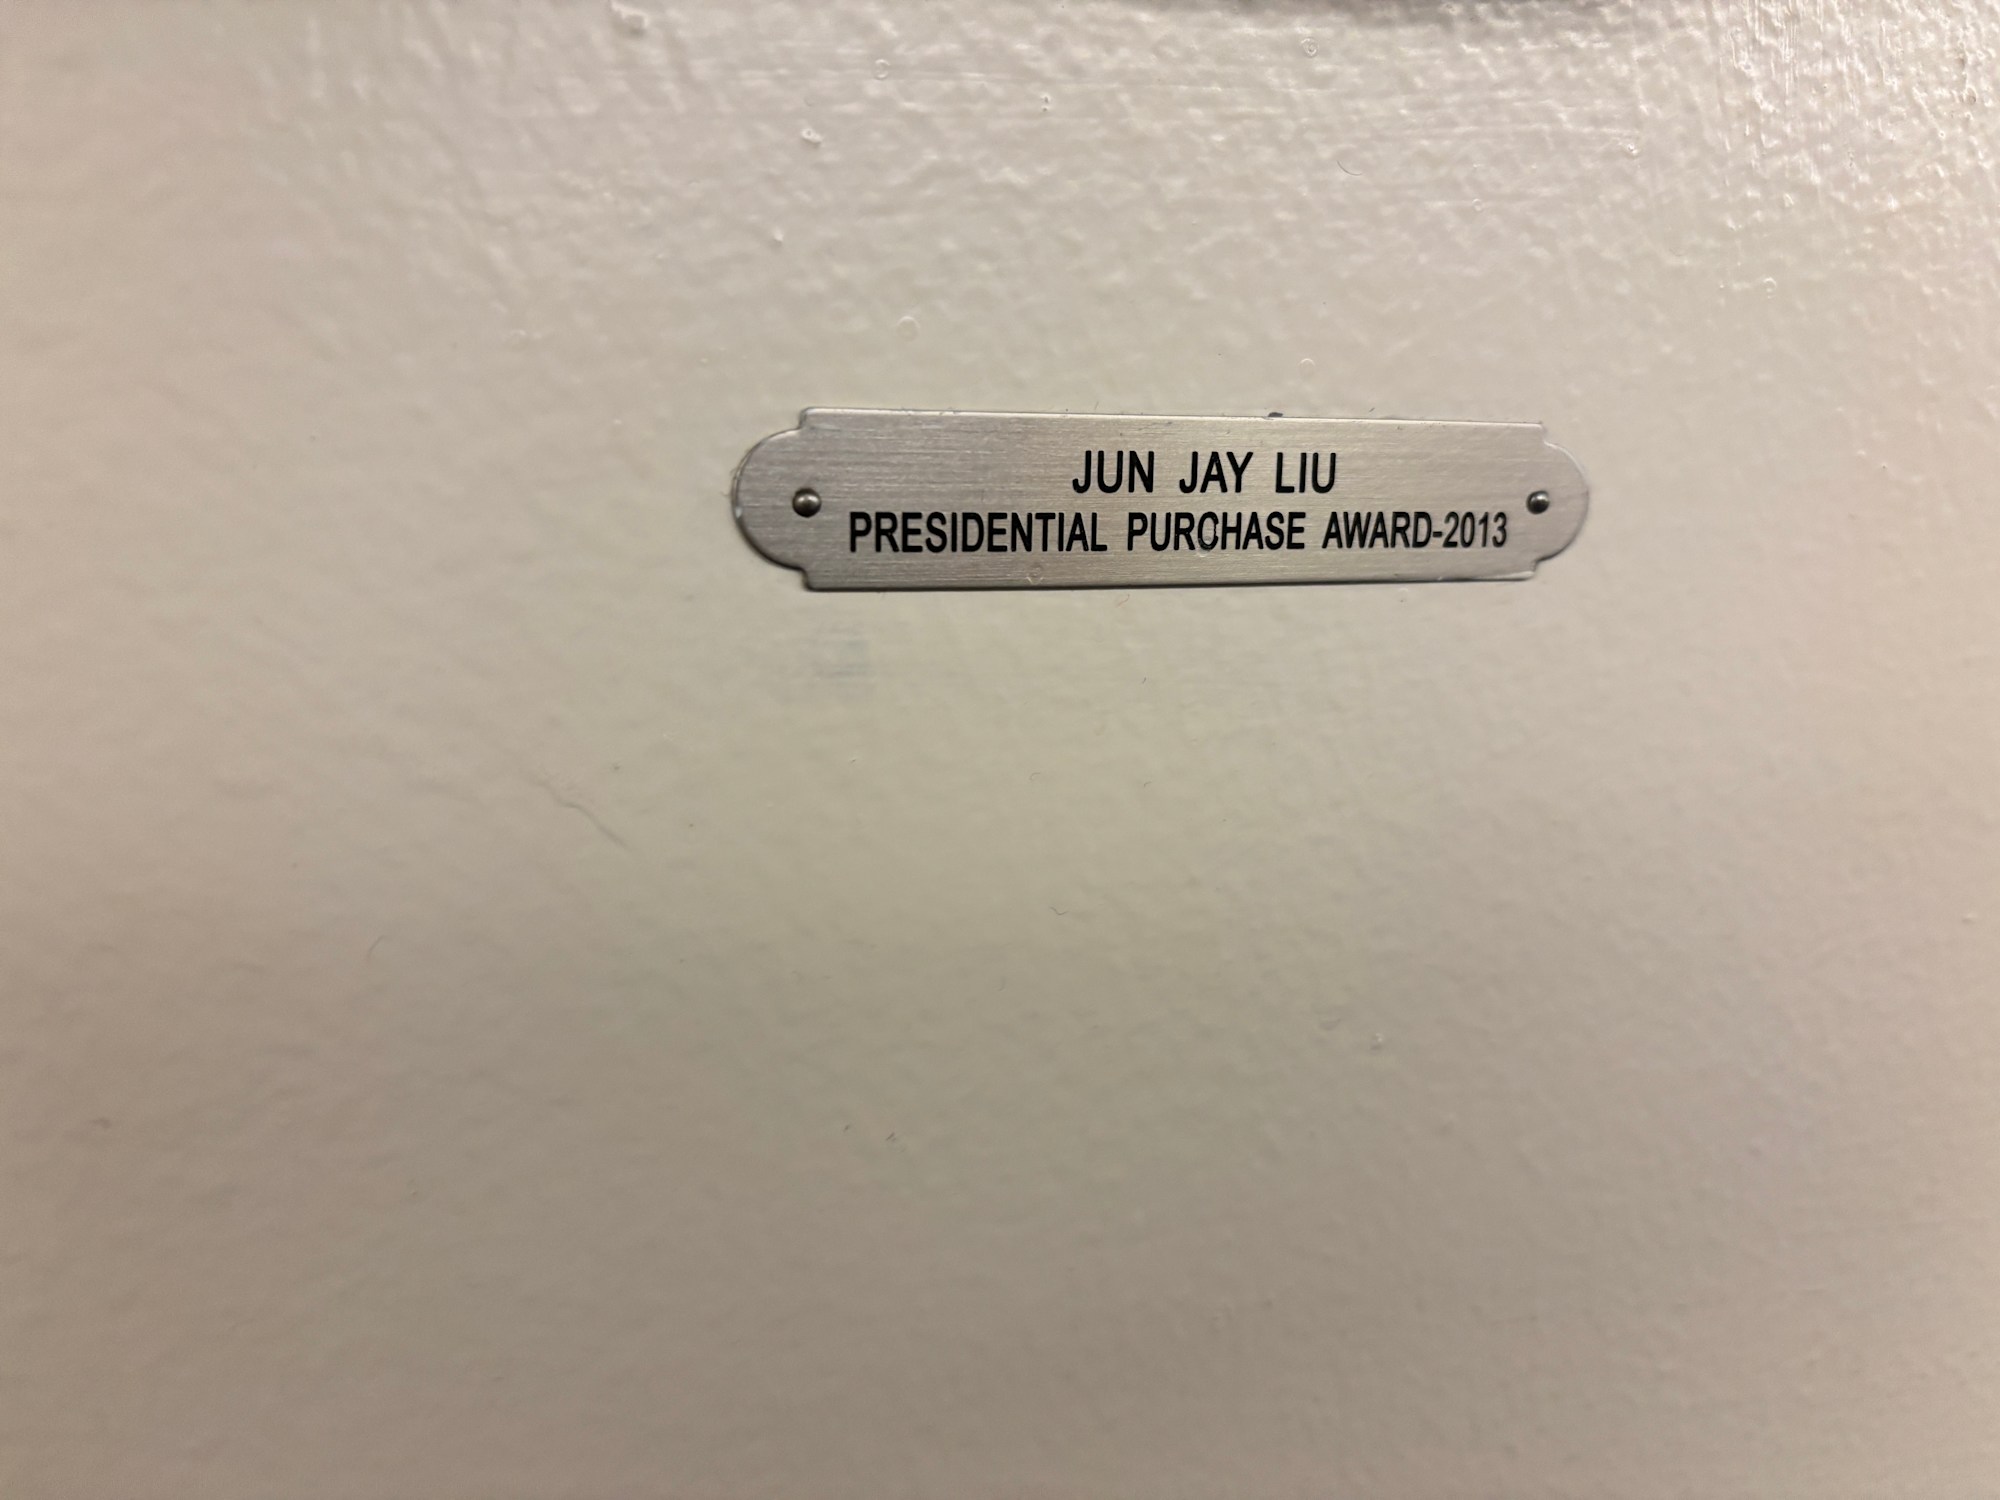 JUN JAY LIU
PRESIDENTIAL PURCHASE AWARD-2013